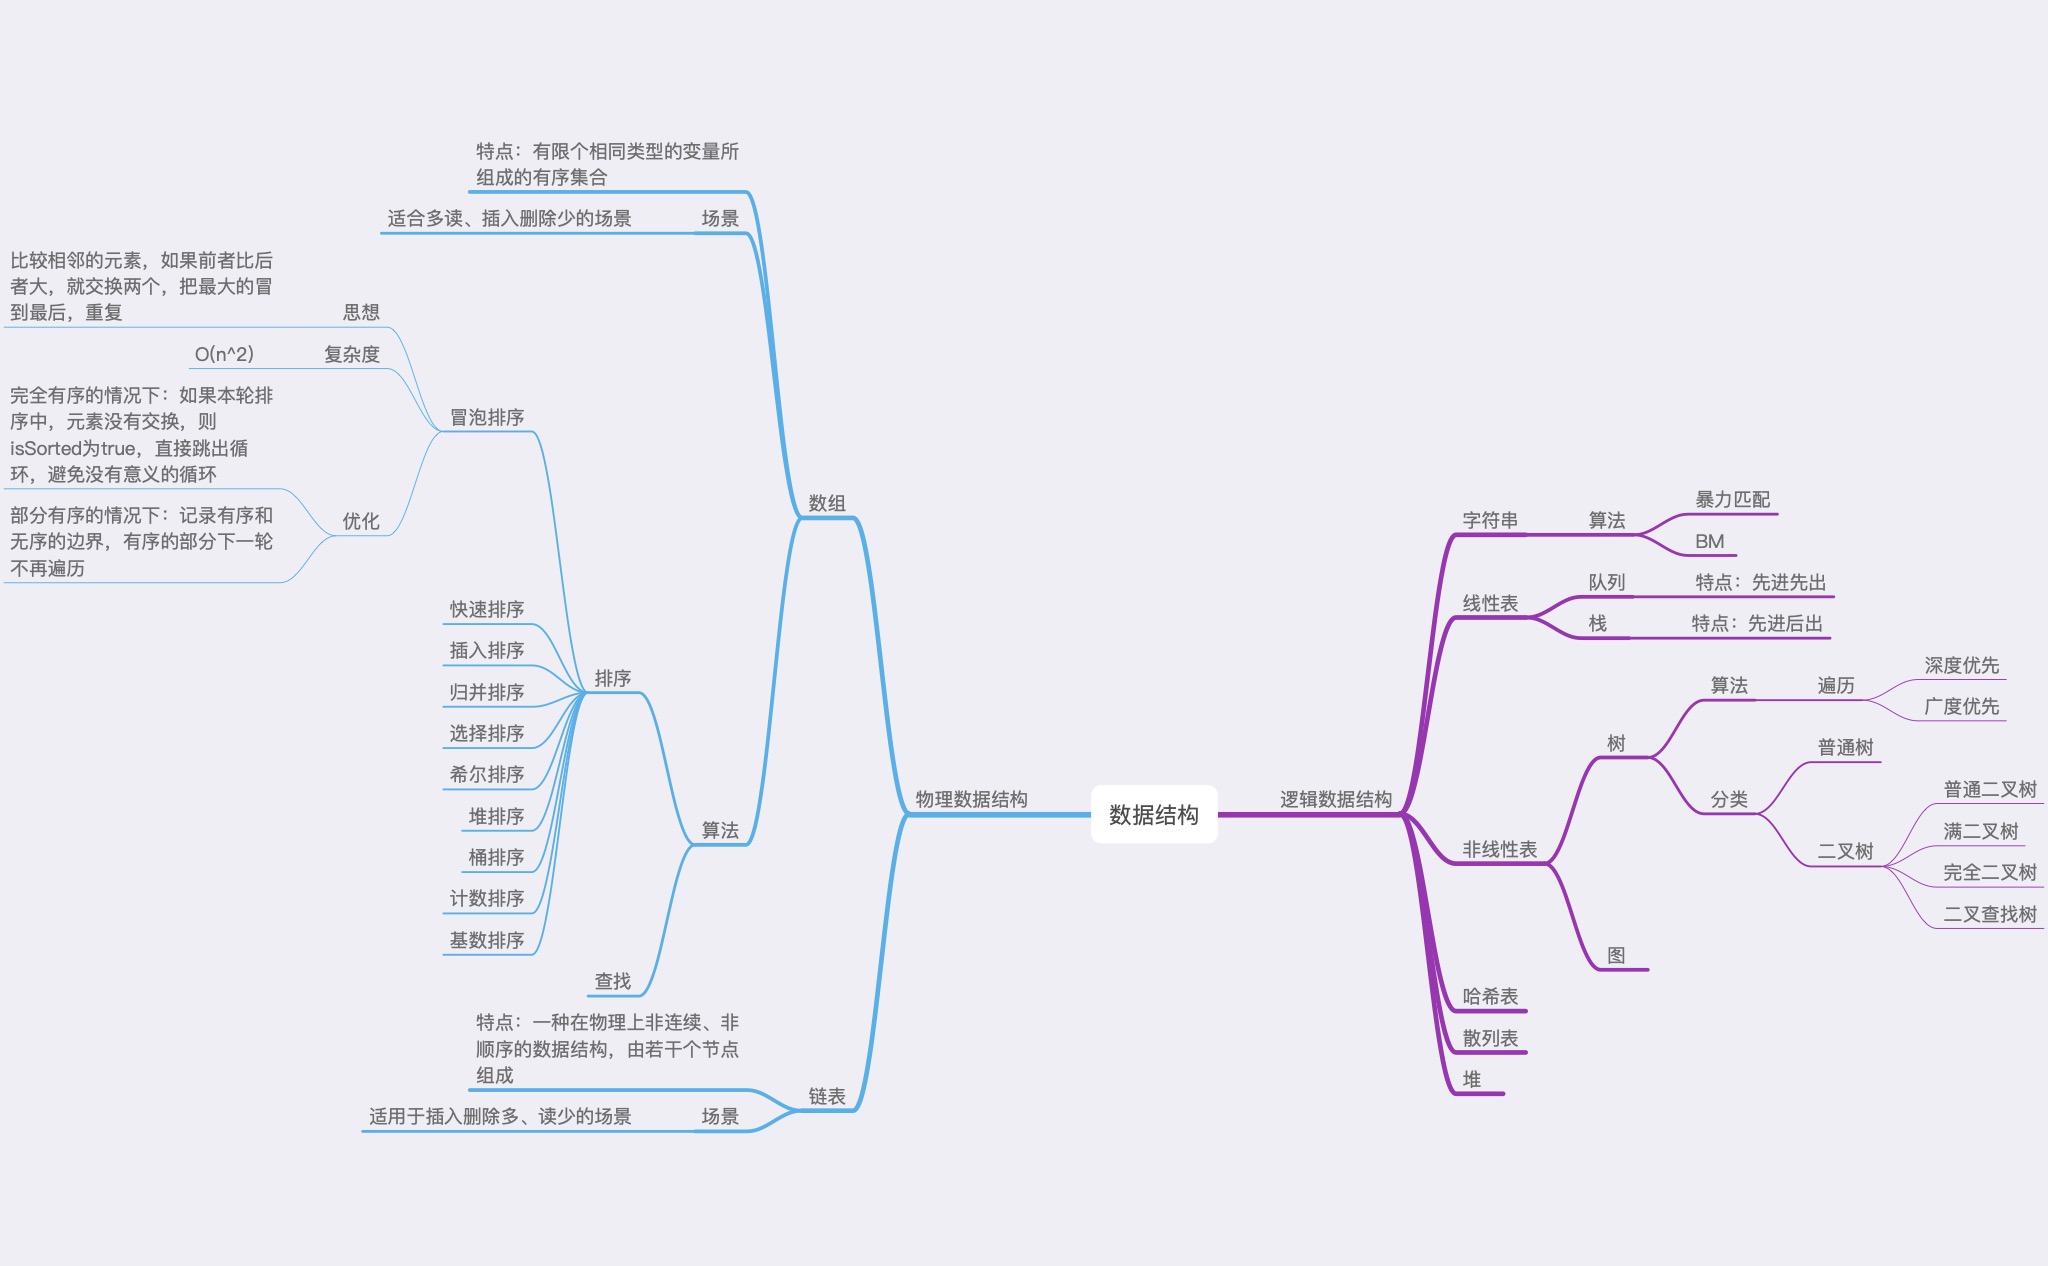 数据结构
物理数据结构
数组
特点：有限个相同类型的变量所
组成的有序集合
场景
适合多读、插入删除少的场景
算法
排序
冒泡排序
思想
比较相邻的元素，如果前者比后
者大，就交换两个，把最大的冒
到最后，重复
复杂度
O(n^2)
优化
完全有序的情况下：如果本轮排
序中，元素没有交换，则
isSorted为true，直接跳出循
环，避免没有意义的循环
部分有序的情况下：记录有序和
无序的边界，有序的部分下一轮
不再遍历
快速排序
插入排序
归并排序
选择排序
希尔排序
堆排序
桶排序
计数排序
基数排序
查找
链表
特点：一种在物理上非连续、非
顺序的数据结构，由若干个节点
组成
场景
适用于插入删除多、读少的场景
逻辑数据结构
字符串
算法
暴力匹配
BM
线性表
队列
特点：先进先出
栈
特点：先进后出
非线性表
树
算法
遍历
深度优先
广度优先
分类
普通树
二叉树
普通二叉树
满二叉树
完全二叉树
二叉查找树
图
哈希表
散列表
堆